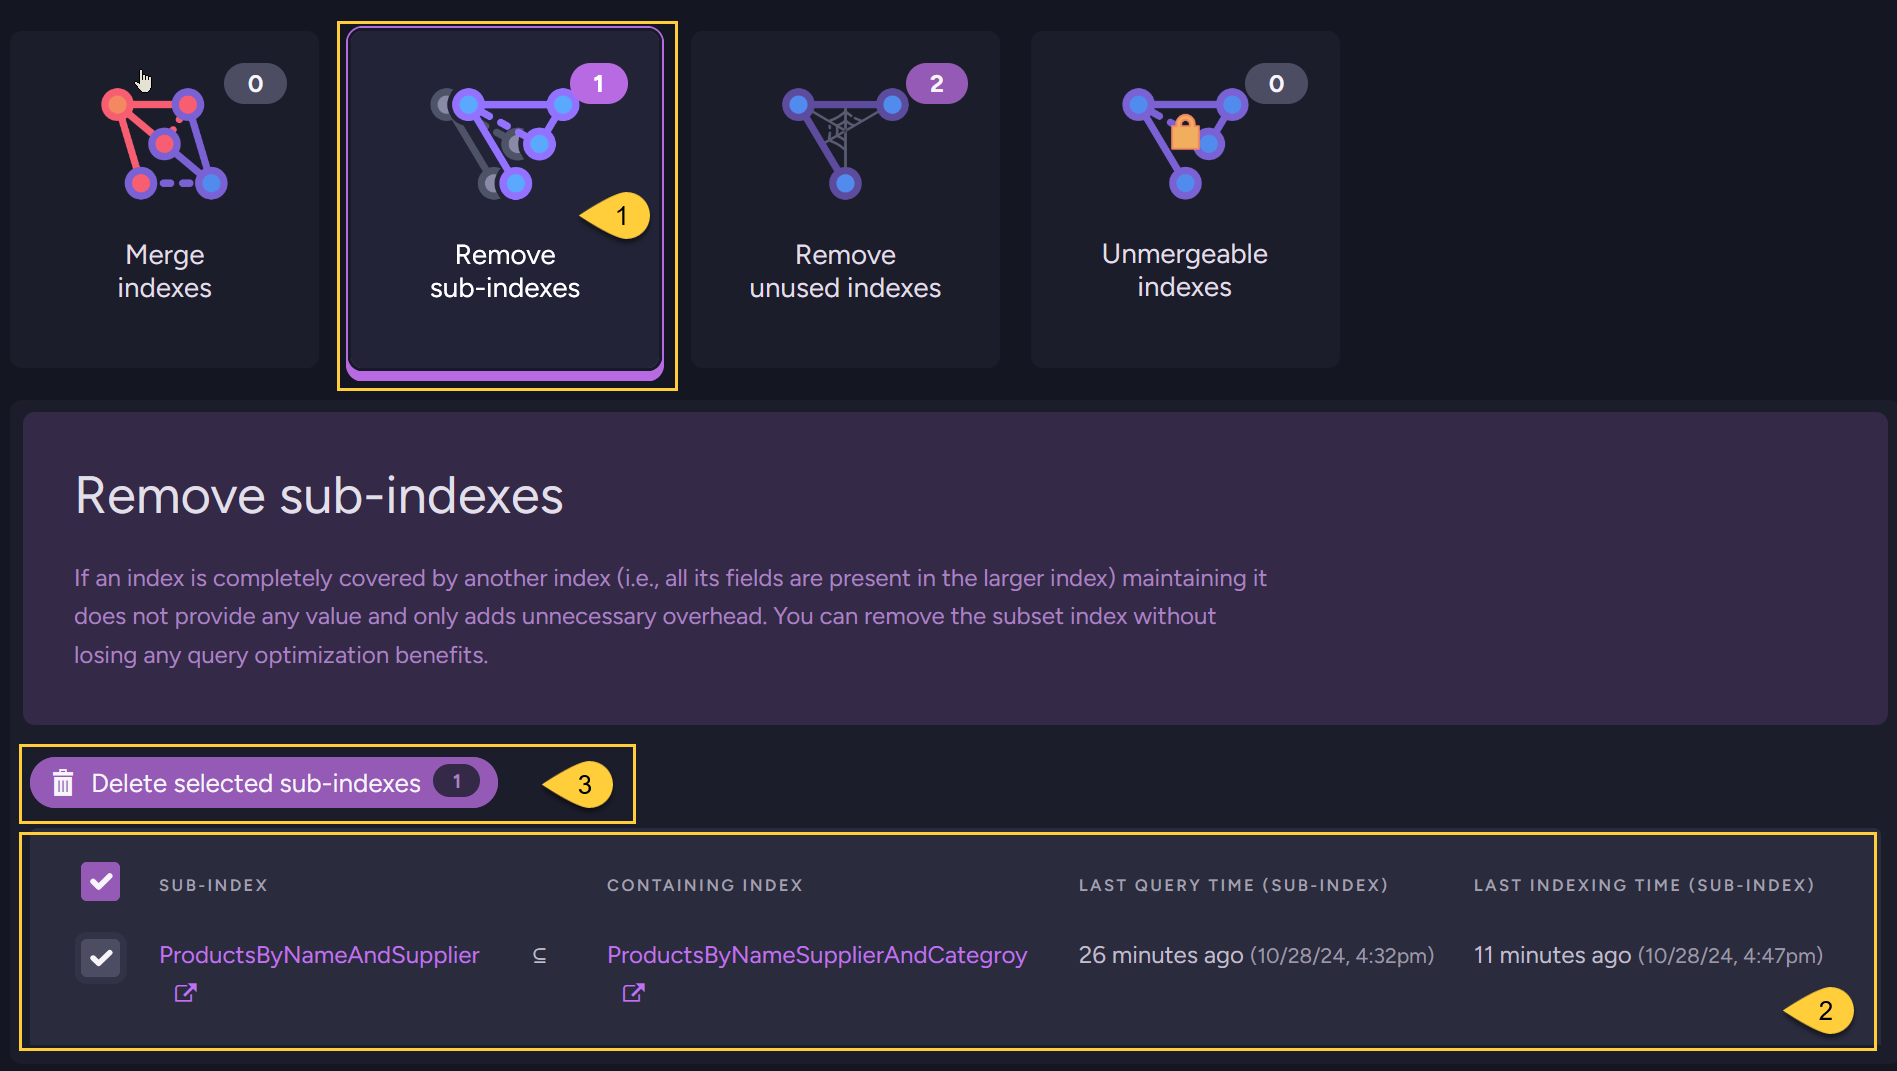 0
1
2
0
1
Merge
indexes
Remove
sub-indexes
Remove
unused indexes
Unmergeable
indexes
Remove sub-indexes
If an index is completely covered by another index (i.e., all its fields are present in the larger index) maintaining it
does not provide any value and only adds unnecessary overhead. You can remove the subset index without
losing any query optimization benefits.
Delete selected sub-indexes 1
3
SUB-INDEX CONTAINING INDEX LAST QUERY TIME (SUB-INDEX) LAST INDEXING TIME (SUB-INDEX)
ProductsByNameAndSupplier ⊆ ProductsByNameSupplierAndCategroy 26 minutes ago (10/28/24, 4:32pm) 11 minutes ago (10/28/24, 4:47pm)
2